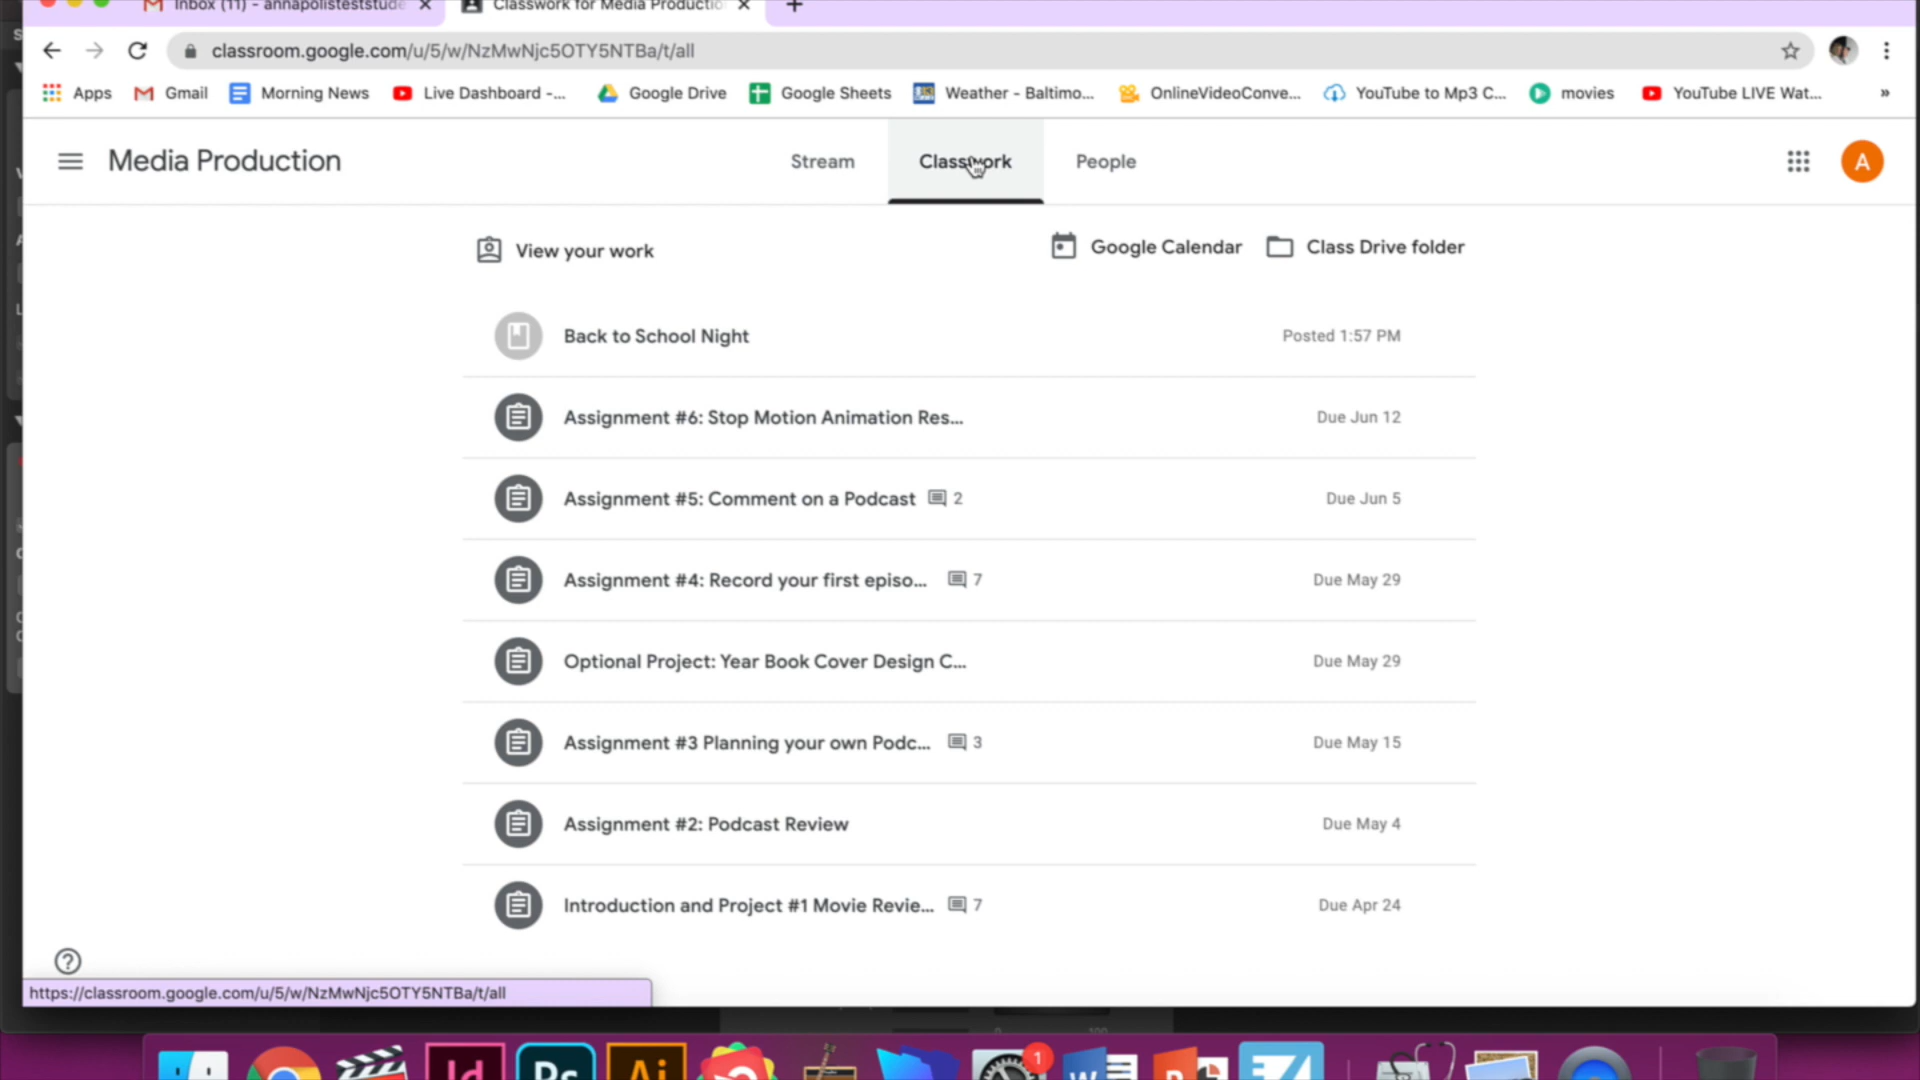 Inbox (11) - annapolisteststude
Classwork for Media Productio
classroom.google.com/u/5/w/NzMwNjc5OTY5NTBa/t/all
Apps Gmail Morning News Live Dashboard -... Google Drive Google Sheets Weather - Baltimo... OnlineVideoConve... YouTube to Mp3 C... movies YouTube LIVE Wat... »
Media Production Stream Classwork People A
View your work Google Calendar Class Drive folder
Back to School Night Posted 1:57 PM
Assignment #6: Stop Motion Animation Res... Due Jun 12
Assignment #5: Comment on a Podcast 2 Due Jun 5
Assignment #4: Record your first episo... 7 Due May 29
Optional Project: Year Book Cover Design C... Due May 29
Assignment #3 Planning your own Podc... 3 Due May 15
Assignment #2: Podcast Review Due May 4
Introduction and Project #1 Movie Revie... 7 Due Apr 24
https://classroom.google.com/u/5/w/NzMwNjc5OTY5NTBa/t/all
Id Ps Ai 1 W P